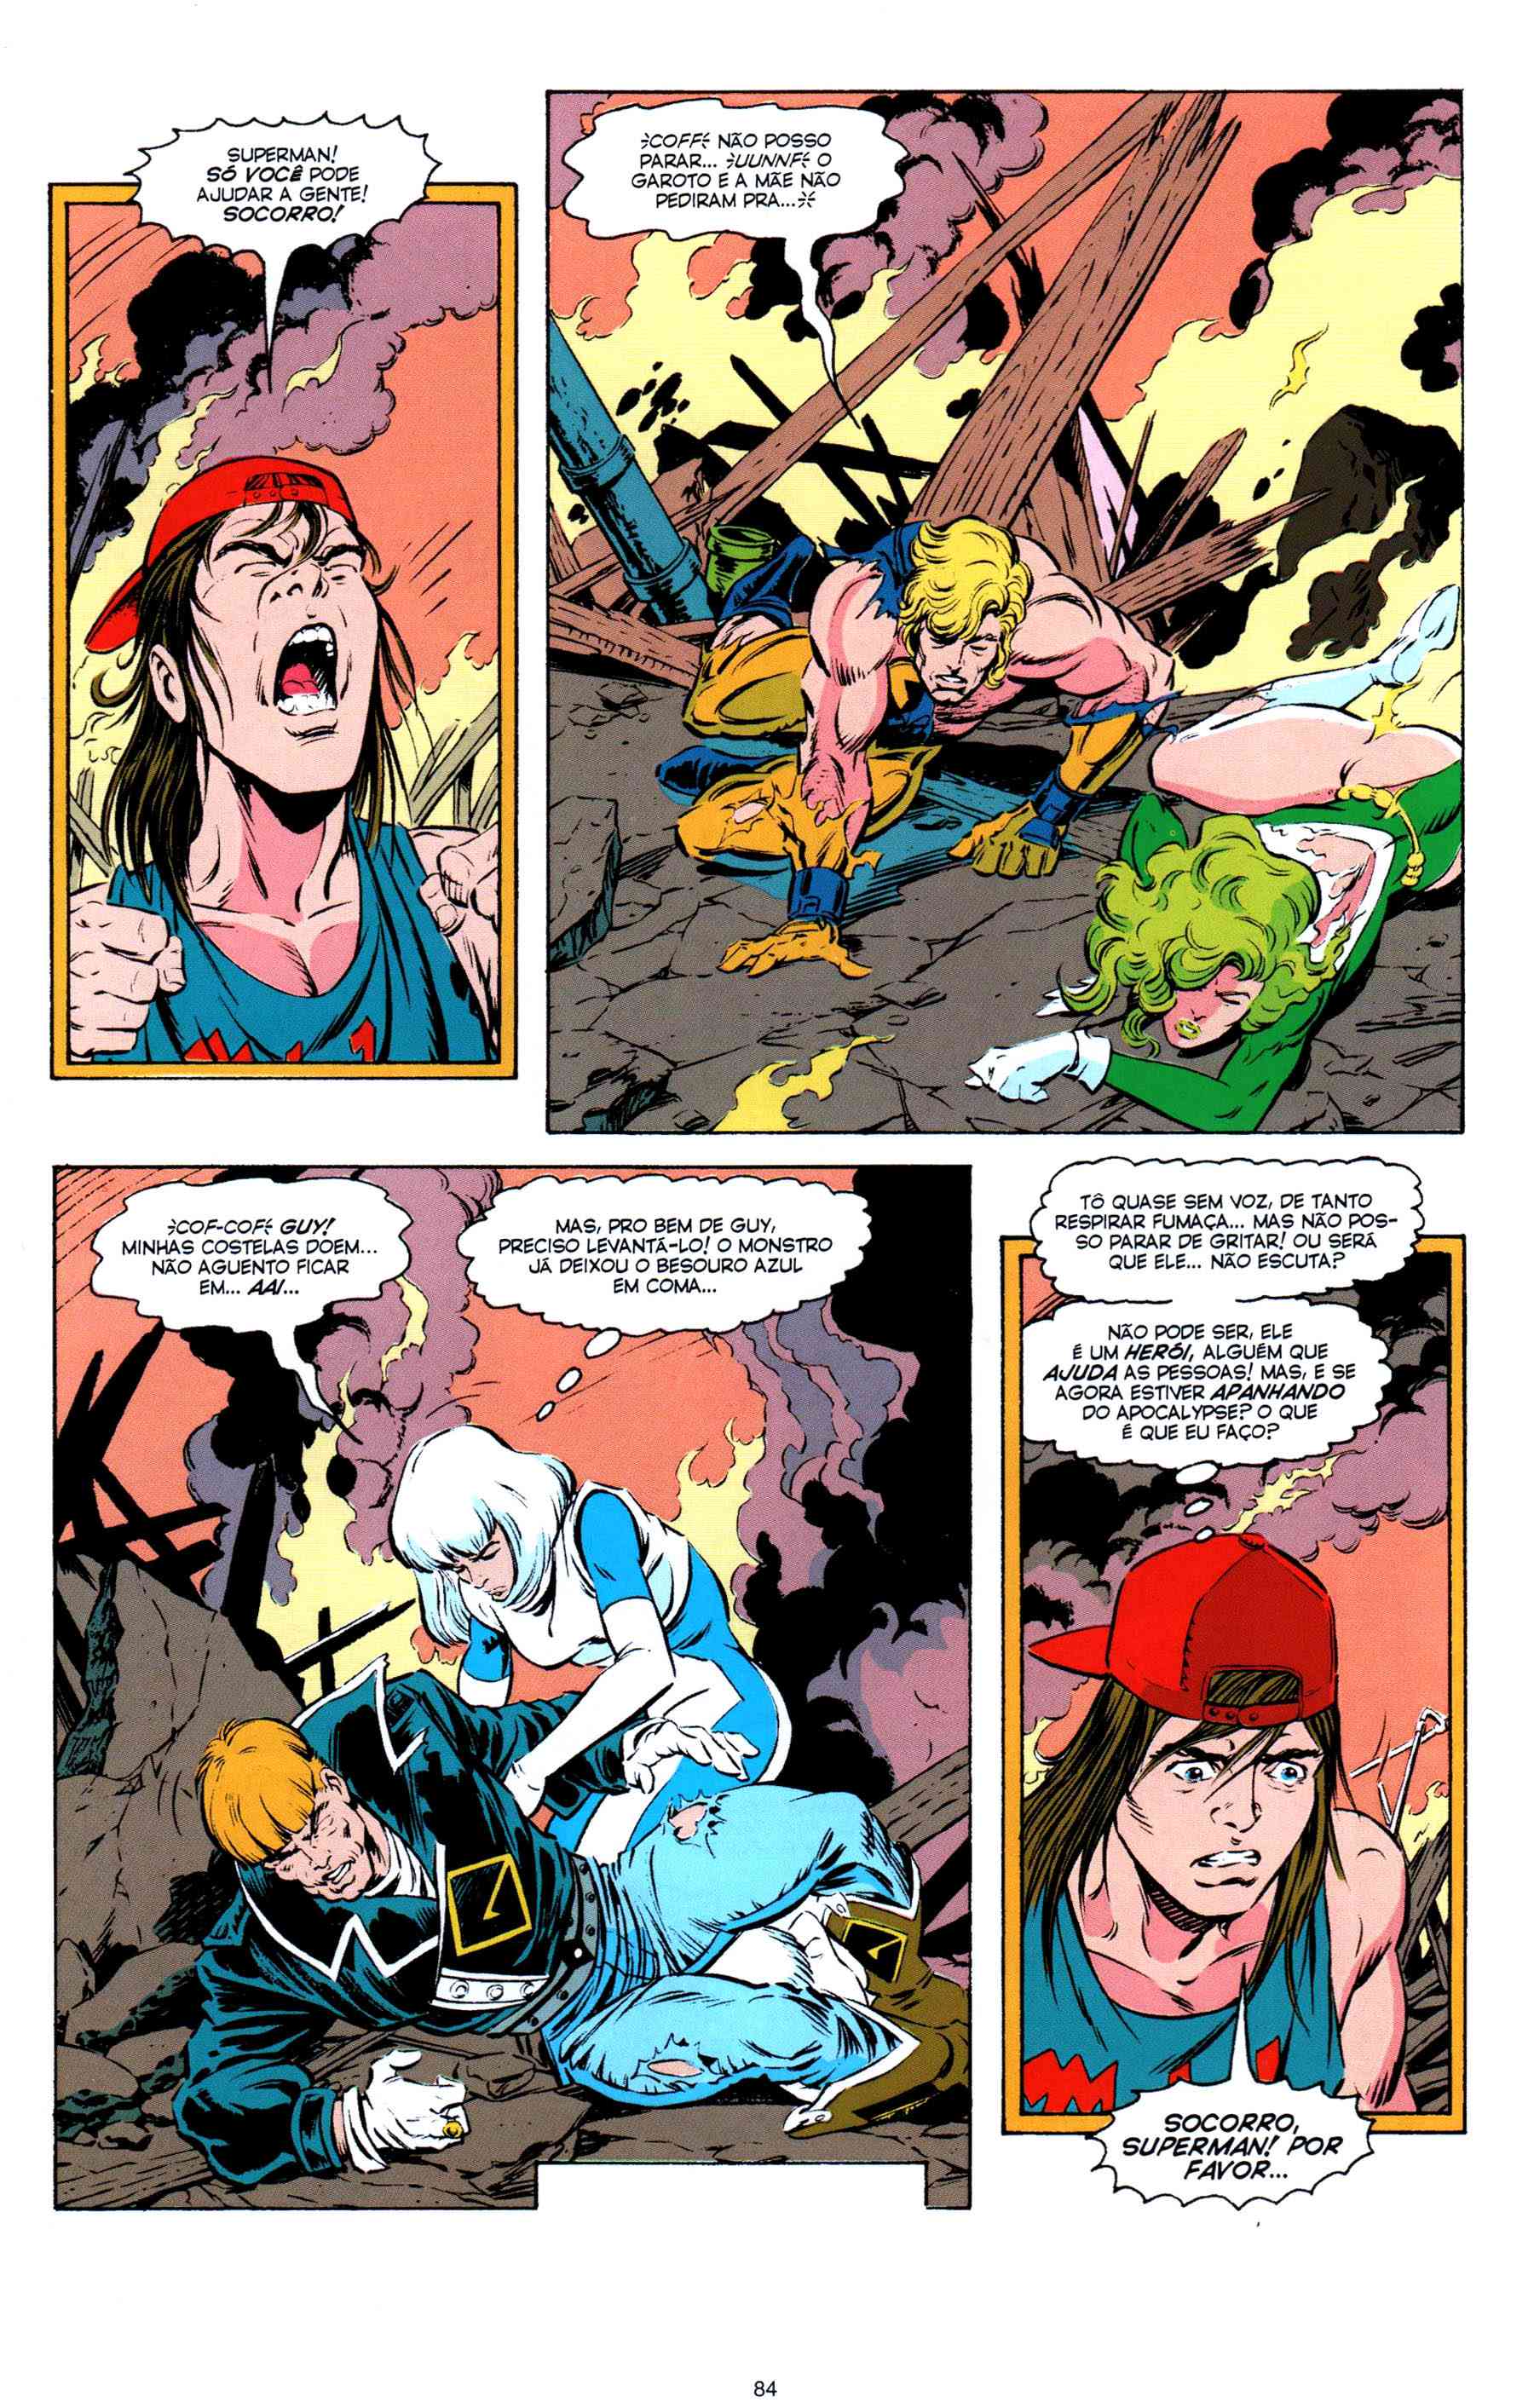 SUPERMAN!
SÓ VOCÊ PODE
AJUDAR A GENTE!
SOCORRO!
COFF NÃO POSSO
PARAR... UUNNF O
GAROTO E A MÃE NÃO
PEDIRAM PRA...
COF-COF GUY!
MINHAS COSTELAS DOEM...
NÃO AGUENTO FICAR
EM... AAI...
MAS, PRO BEM DE GUY,
PRECISO LEVANTÁ-LO! O MONSTRO
JÁ DEIXOU O BESOURO AZUL
EM COMA...
TÔ QUASE SEM VOZ, DE TANTO
RESPIRAR FUMAÇA... MAS NÃO POS-
SO PARAR DE GRITAR! OU SERÁ
QUE ELE... NÃO ESCUTA?
NÃO PODE SER, ELE
É UM HERÓI, ALGUÉM QUE
AJUDA AS PESSOAS! MAS, E SE
AGORA ESTIVER APANHANDO
DO APOCALYPSE? O QUE
É QUE EU FAÇO?
SOCORRO,
SUPERMAN! POR
FAVOR...
84